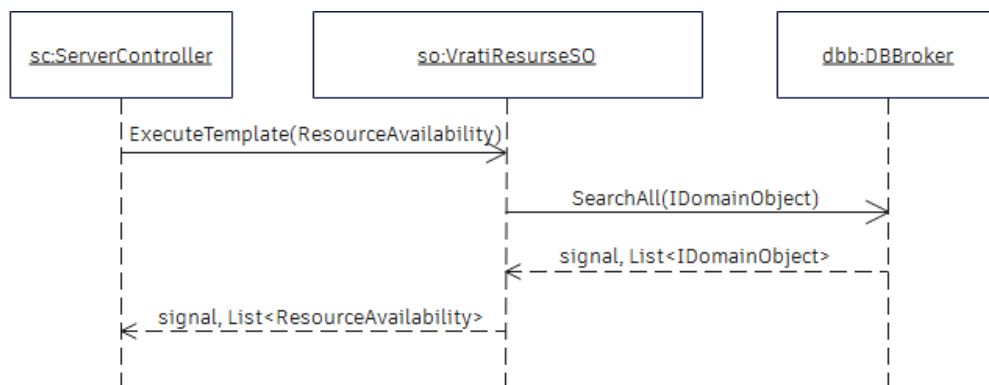 sc:ServerController
so:VratiResurseSO
dbb:DBBroker
ExecuteTemplate(ResourceAvailability)
SearchAll(IDomainObject)
signal, List<IDomainObject>
signal, List<ResourceAvailability>